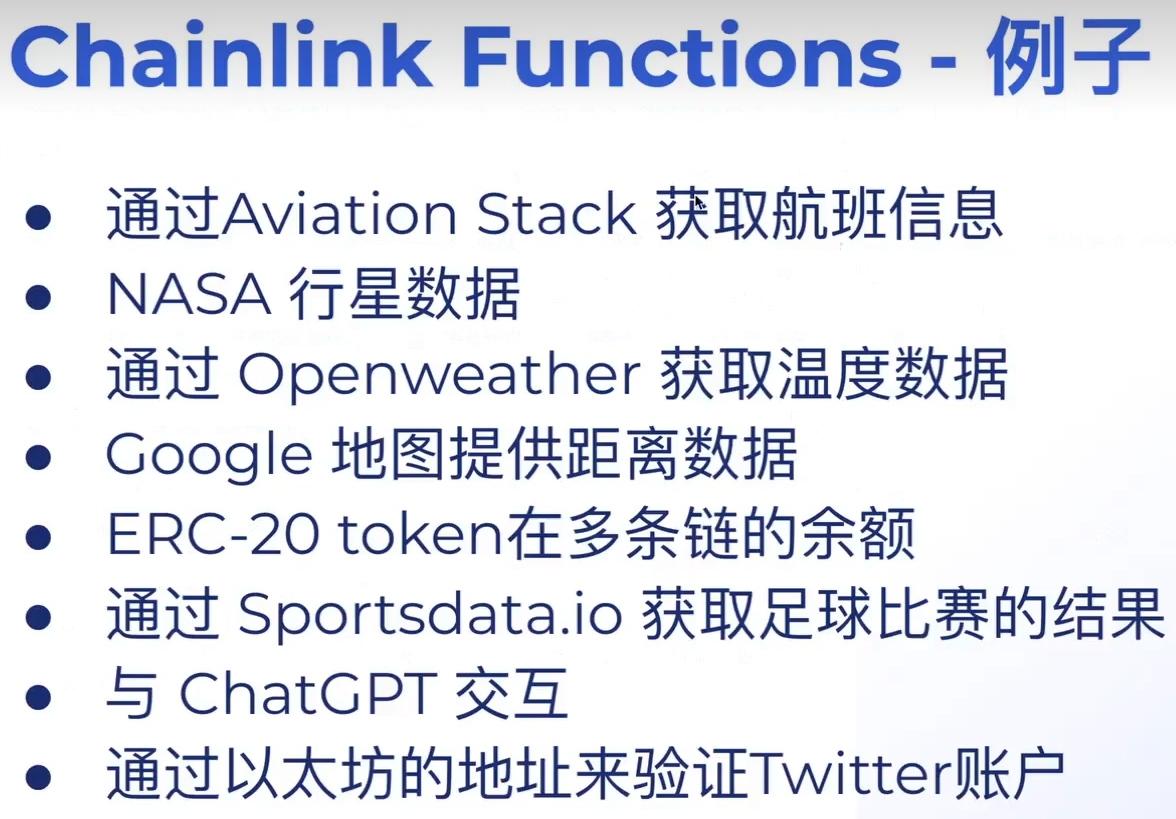 Chainlink Functions - 例子
● 通过Aviation Stack 获取航班信息
● NASA 行星数据
● 通过 Openweather 获取温度数据
● Google 地图提供距离数据
● ERC-20 token在多条链的余额
● 通过 Sportsdata.io 获取足球比赛的结果
● 与 ChatGPT 交互
● 通过以太坊的地址来验证Twitter账户